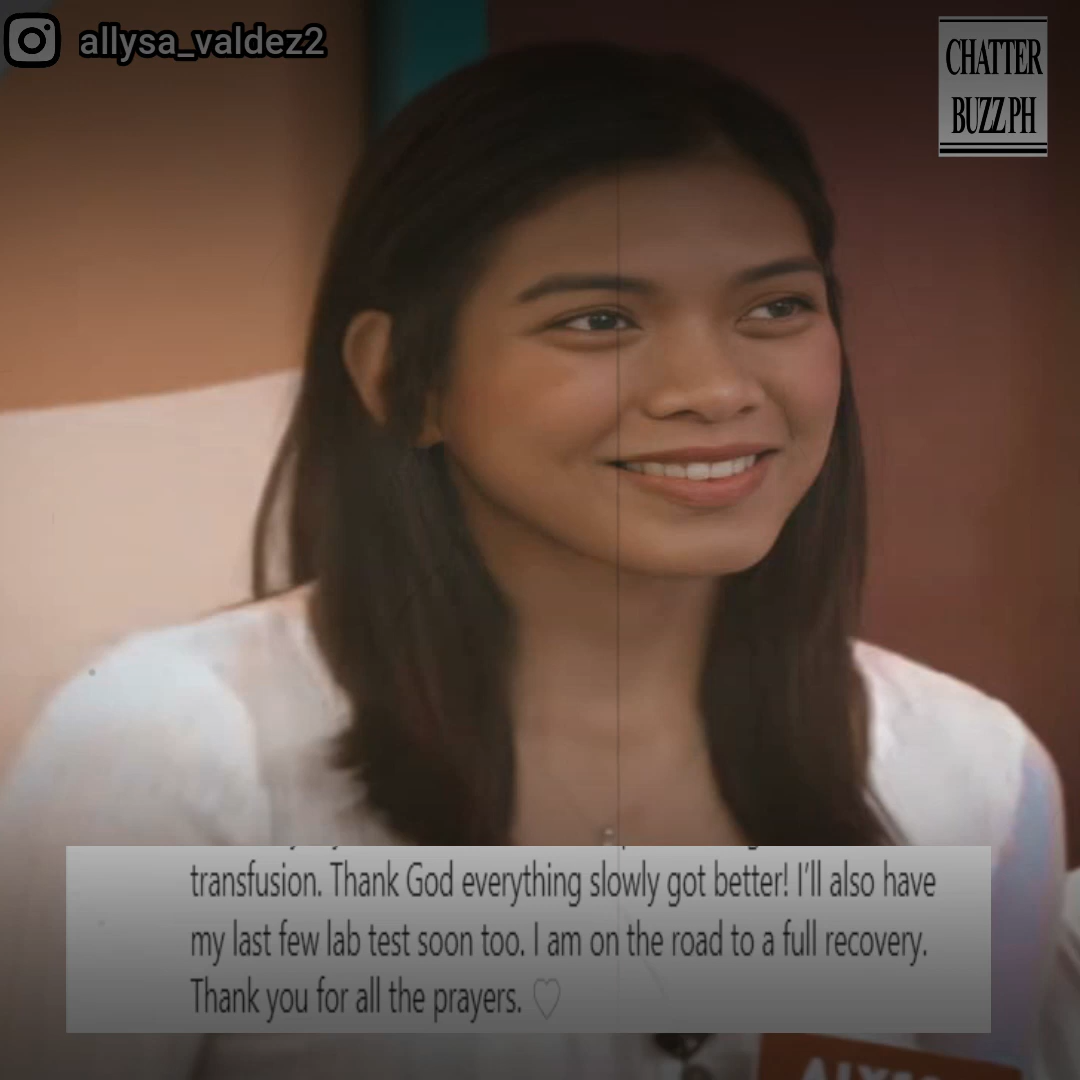 allysa_valdez2
CHATTER
BUZZ PH
transfusion. Thank God everything slowly got better! I'll also have
my last few lab test soon too. I am on the road to a full recovery.
Thank you for all the prayers. ♡